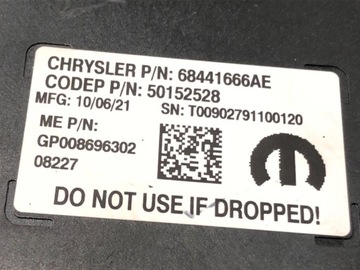 CHRYSLER P/N: 68441666AE
CODEP P/N: 50152528
MFG: 10/06/21 SN: T00902791100120
ME P/N:
GP008696302
08227
DO NOT USE IF DROPPED!